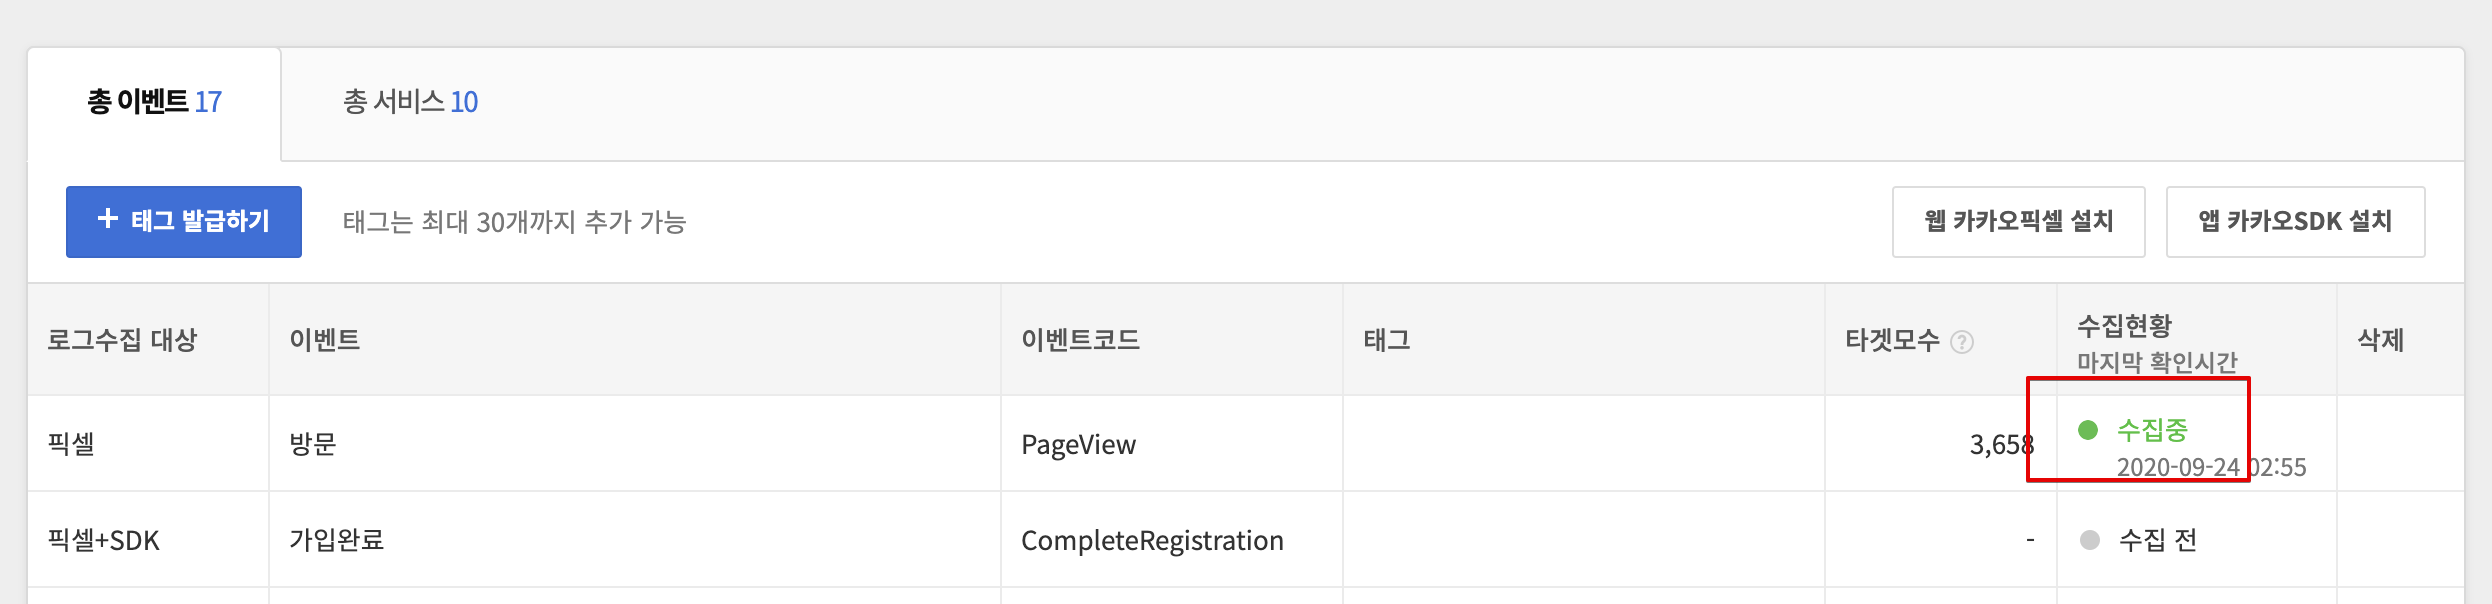 총 이벤트 17
총 서비스 10
+ 태그 발급하기
태그는 최대 30개까지 추가 가능
웹 카카오픽셀 설치
앱 카카오SDK 설치
로그수집 대상
이벤트
이벤트코드
태그
타겟모수 ?
수집현황
마지막 확인시간
삭제
픽셀
방문
PageView
3,658
수집중
2020-09-24 02:55
픽셀+SDK
가입완료
CompleteRegistration
-
수집 전